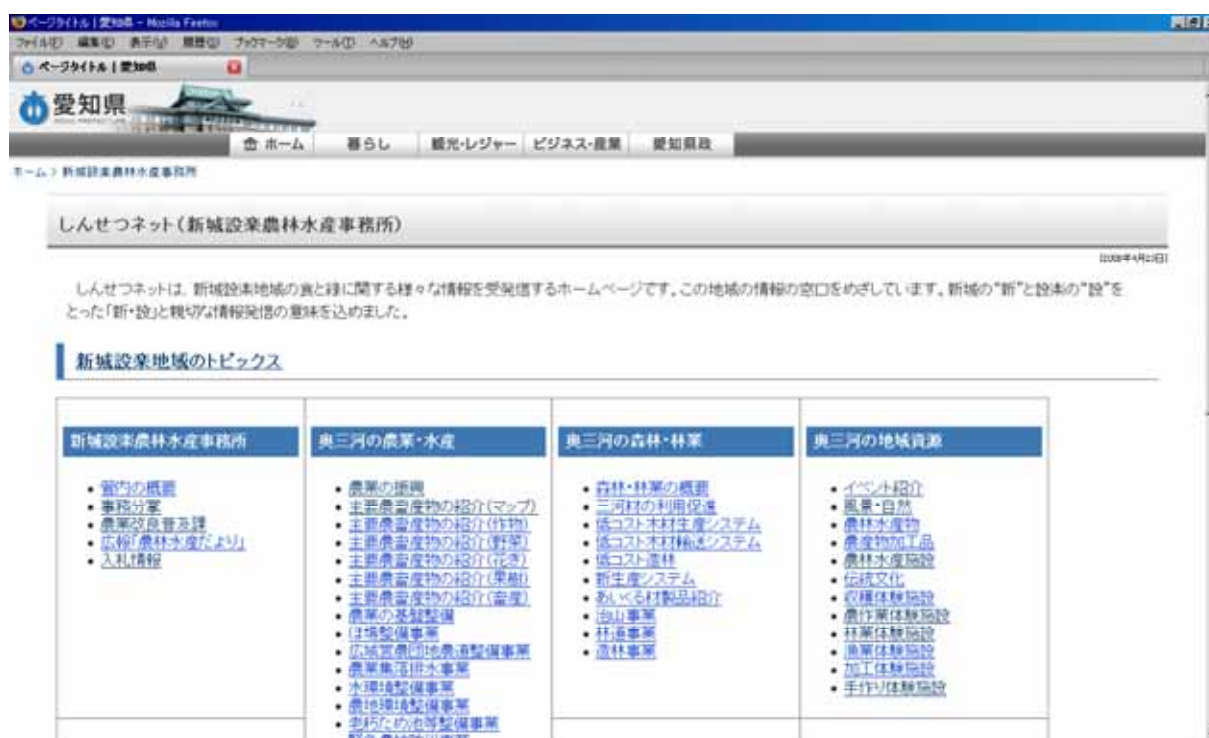 ページタイトル | 愛知県 - Mozilla Firefox
ファイル(F) 編集(E) 表示(V) 履歴(S) ブックマーク(B) ツール(T) ヘルプ(H)
ページタイトル | 愛知県
愛知県
ホーム 暮らし 観光・レジャー ビジネス・産業 愛知県政
ホーム > 新城設楽農林水産事務所
しんせつネット(新城設楽農林水産事務所)
しんせつネットは、新城設楽地域の食と緑に関する様々な情報を受発信するホームページです。この地域の情報の窓口をめざしています。新城の"新"と設楽の"設"を
とった「新・設」と親切な情報発信の意味を込めました。
新城設楽地域のトピックス
新城設楽農林水産事務所
・管内の概要
・事務分掌
・農業改良普及課
・広報「農林水産だより」
・入札情報
奥三河の農業・水産
・農業の振興
・主要農畜産物の紹介(マップ)
・主要農畜産物の紹介(作物)
・主要農畜産物の紹介(野菜)
・主要農畜産物の紹介(花き)
・主要農畜産物の紹介(果樹)
・主要農畜産物の紹介(畜産)
・農業の基盤整備
・ほ場整備事業
・広域営農団地農道整備事業
・農業集落排水事業
・水環境整備事業
・農地環境整備事業
・老朽ため池等整備事業
奥三河の森林・林業
・森林・林業の概要
・三河材の利用促進
・低コスト木材生産システム
・低コスト木材輸送システム
・低コスト造林
・新生産システム
・あいくる材製品紹介
・治山事業
・林道事業
・造林事業
奥三河の地域資源
・イベント紹介
・風景・自然
・農林水産物
・農産物加工品
・農林水産施設
・伝統文化
・収穫体験施設
・農作業体験施設
・林業体験施設
・漁業体験施設
・加工体験施設
・手作り体験施設